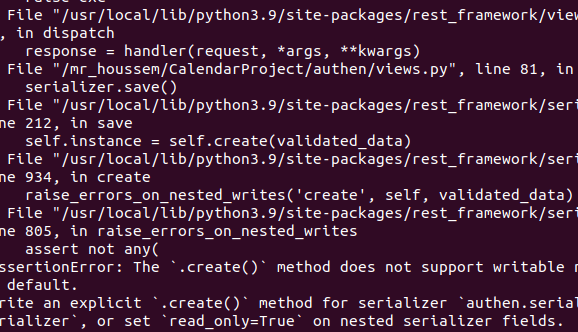 File "/usr/local/lib/python3.9/site-packages/rest_framework/view
, in dispatch
response = handler(request, *args, **kwargs)
File "/mr_houssem/CalendarProject/authen/views.py", line 81, in
serializer.save()
File "/usr/local/lib/python3.9/site-packages/rest_framework/seri
ne 212, in save
self.instance = self.create(validated_data)
File "/usr/local/lib/python3.9/site-packages/rest_framework/seri
ne 934, in create
raise_errors_on_nested_writes('create', self, validated_data)
File "/usr/local/lib/python3.9/site-packages/rest_framework/seri
ne 805, in raise_errors_on_nested_writes
assert not any(
ssertionError: The `.create()` method does not support writable n
default.
rite an explicit `.create()` method for serializer `authen.serial
rializer`, or set `read_only=True` on nested serializer fields.